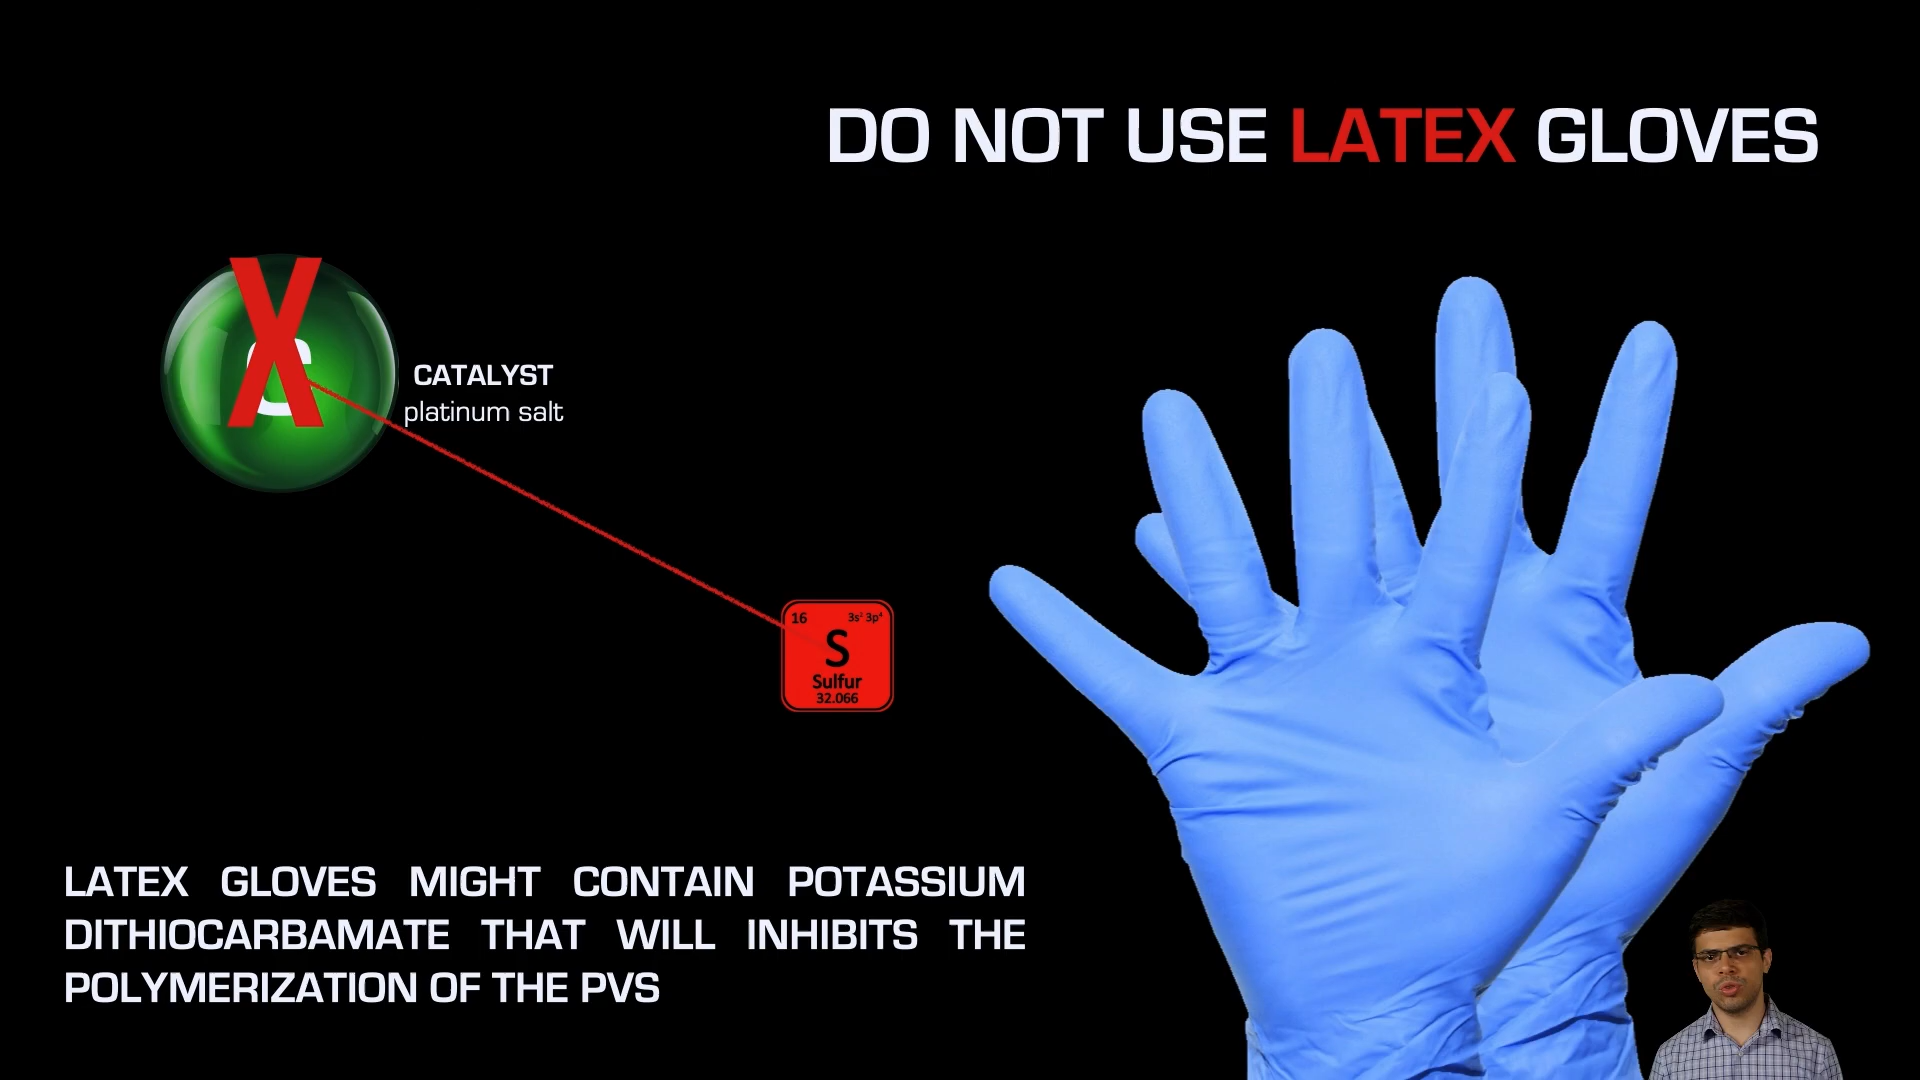 DO NOT USE LATEX GLOVES
X
C
CATALYST
platinum salt
16 3s² 3p⁴
S
Sulfur
32.066
LATEX GLOVES MIGHT CONTAIN POTASSIUM
DITHIOCARBAMATE THAT WILL INHIBITS THE
POLYMERIZATION OF THE PVS